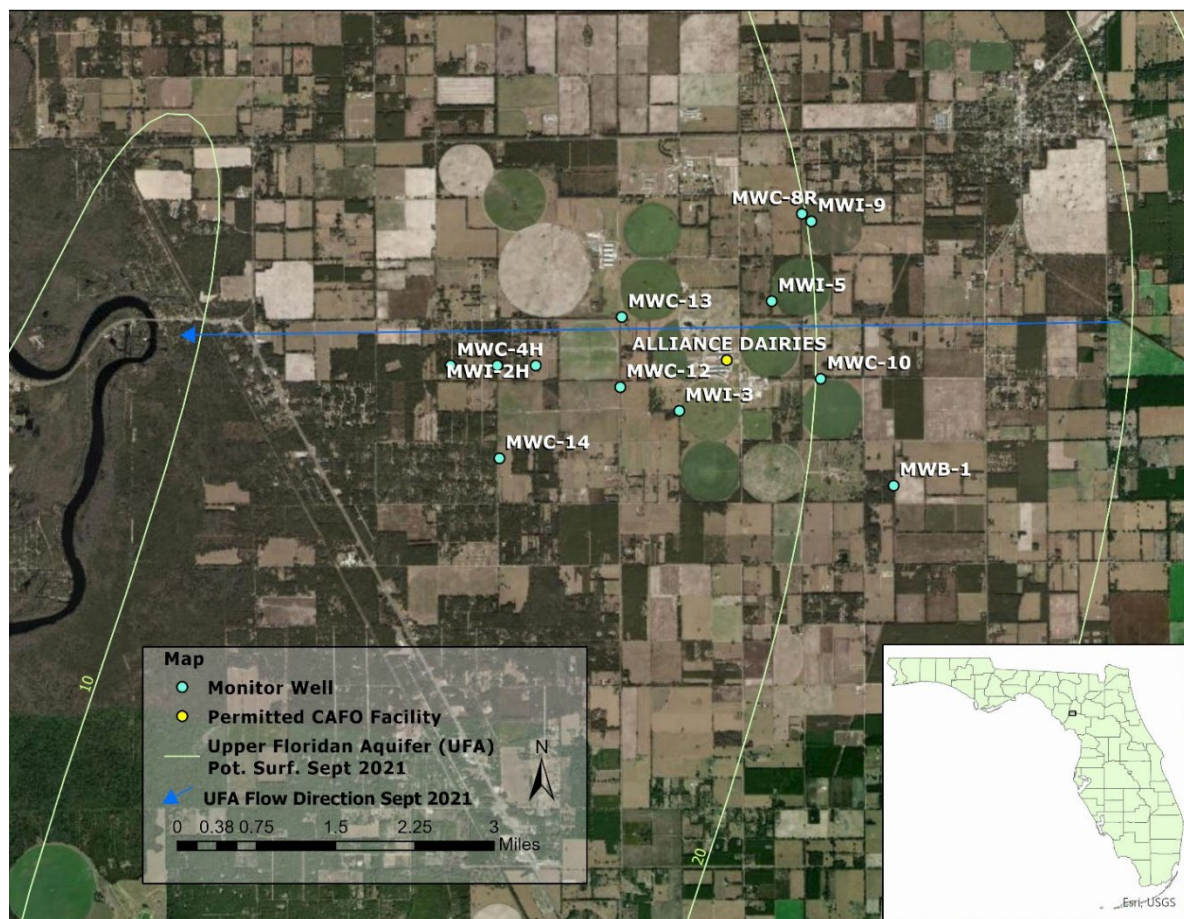 MWC-8R
MWI-9
MWI-5
MWC-13
ALLIANCE DAIRIES
MWC-4H
MWI-2H
MWC-12
MWC-10
MWI-3
MWC-14
MWB-1
10
20
Map
Monitor Well
Permitted CAFO Facility
Upper Floridan Aquifer (UFA)
Pot. Surf. Sept 2021
UFA Flow Direction Sept 2021
N
0 0.38 0.75 1.5 2.25 3
Miles
Esri, USGS